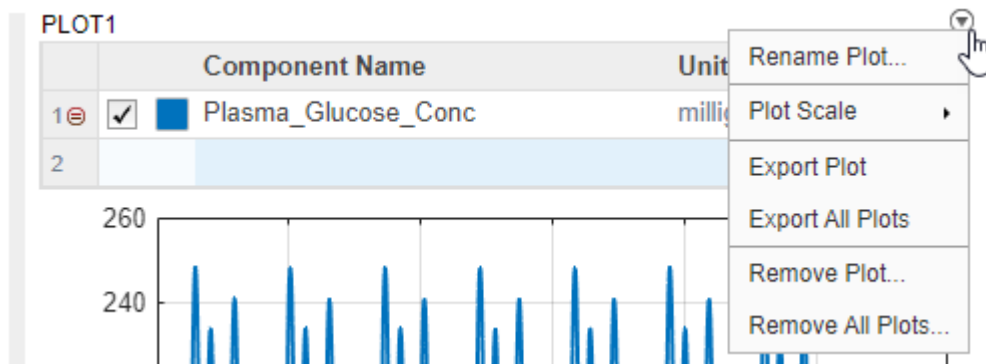 PLOT1
Component Name Unit
1 Plasma_Glucose_Conc
2
260
240
Rename Plot...
Plot Scale
Export Plot
Export All Plots
Remove Plot...
Remove All Plots...